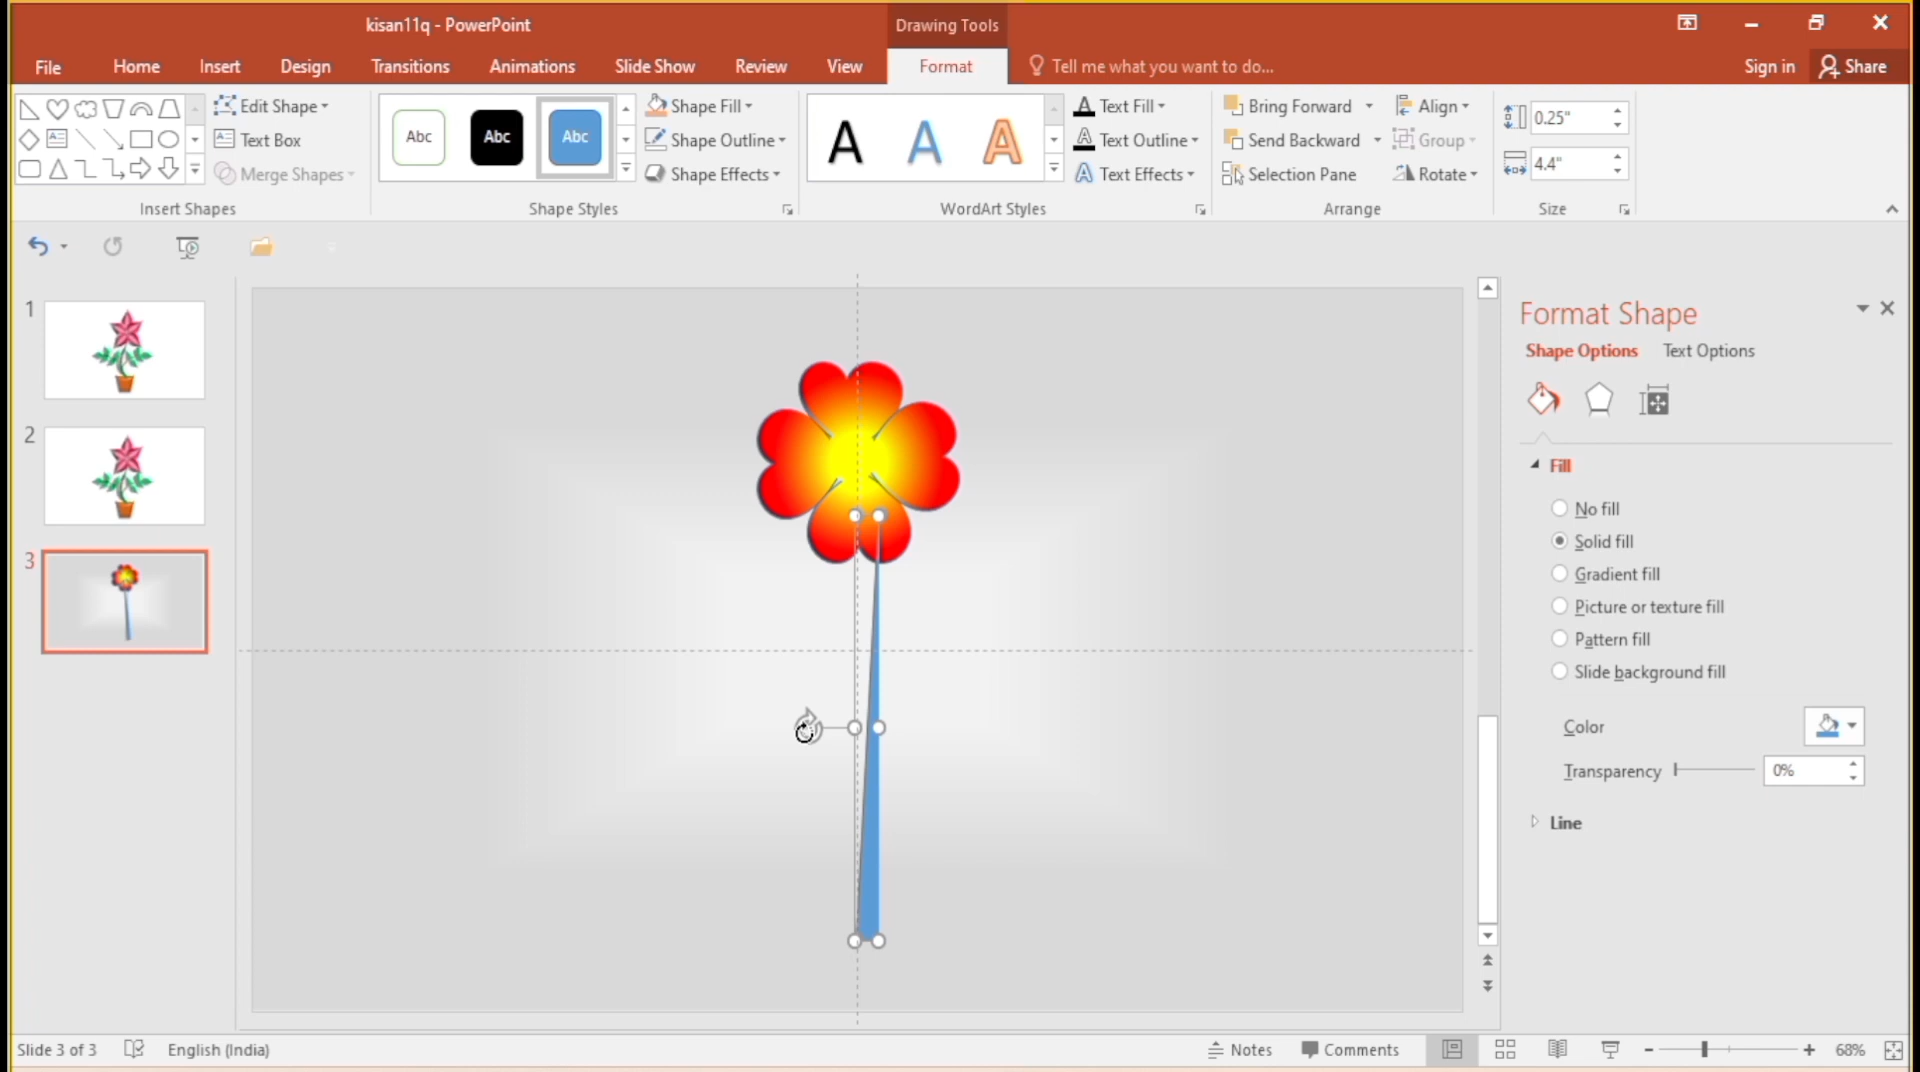 kisan11q - PowerPoint
Drawing Tools
File Home Insert Design Transitions Animations Slide Show Review View Format Tell me what you want to do... Sign in Share
Edit Shape
Text Box
Merge Shapes
Insert Shapes
Abc Abc Abc
Shape Fill
Shape Outline
Shape Effects
Shape Styles
A A A
Text Fill
Text Outline
Text Effects
WordArt Styles
Bring Forward
Send Backward
Selection Pane
Align
Group
Rotate
Arrange
0.25"
4.4"
Size
1
2
3
Format Shape
Shape Options Text Options
Fill
No fill
Solid fill
Gradient fill
Picture or texture fill
Pattern fill
Slide background fill
Color
Transparency 0%
Line
Slide 3 of 3 English (India) Notes Comments 68%